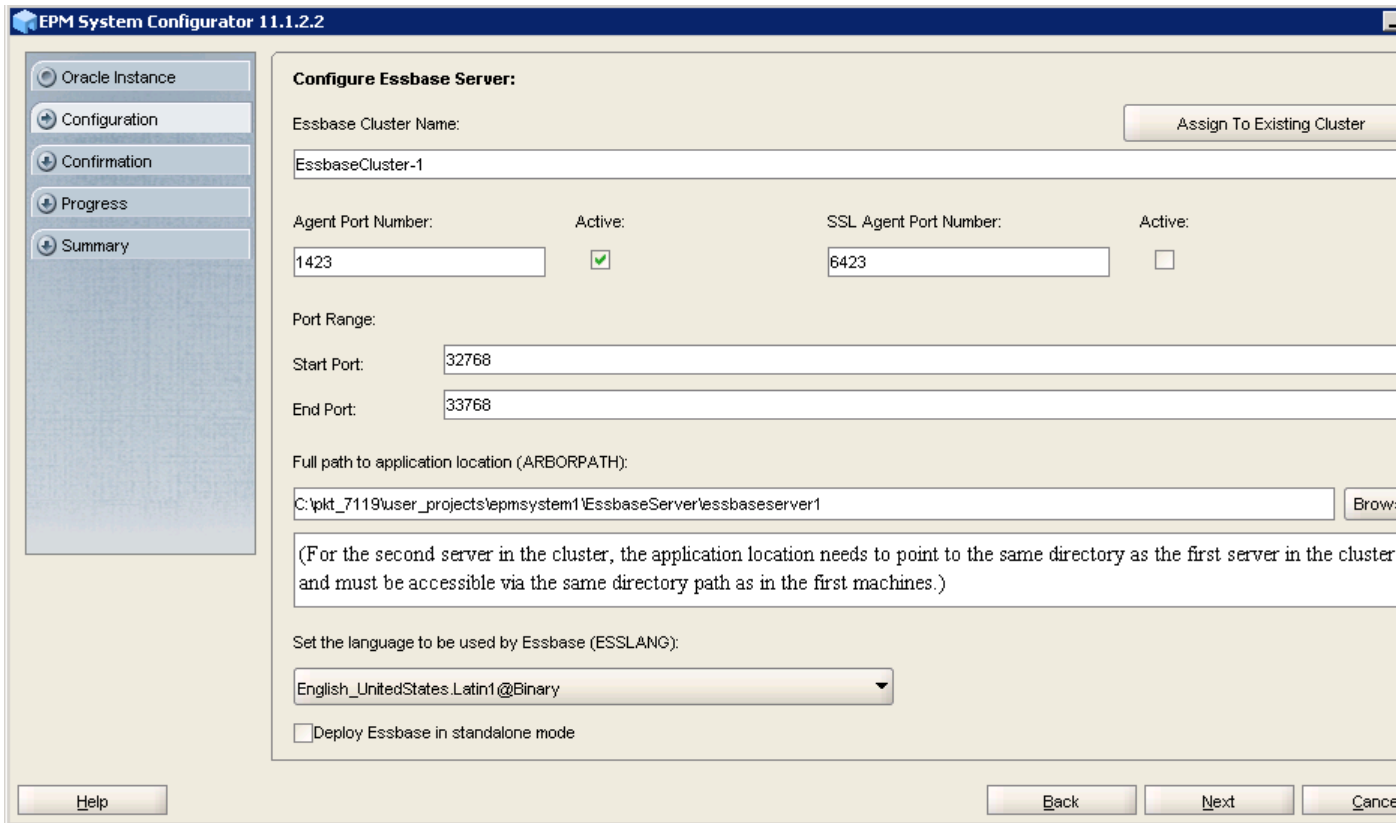 EPM System Configurator 11.1.2.2
Oracle Instance
Configuration
Confirmation
Progress
Summary
Configure Essbase Server:
Essbase Cluster Name:
Assign To Existing Cluster
EssbaseCluster-1
Agent Port Number: Active: SSL Agent Port Number: Active:
1423 6423
Port Range:
Start Port: 32768
End Port: 33768
Full path to application location (ARBORPATH):
C:\pkt_7119\user_projects\epmsystem1\EssbaseServer\essbaseserver1 Brows
(For the second server in the cluster, the application location needs to point to the same directory as the first server in the cluster
and must be accessible via the same directory path as in the first machines.)
Set the language to be used by Essbase (ESSLANG):
English_UnitedStates.Latin1@Binary
Deploy Essbase in standalone mode
Help Back Next Cance